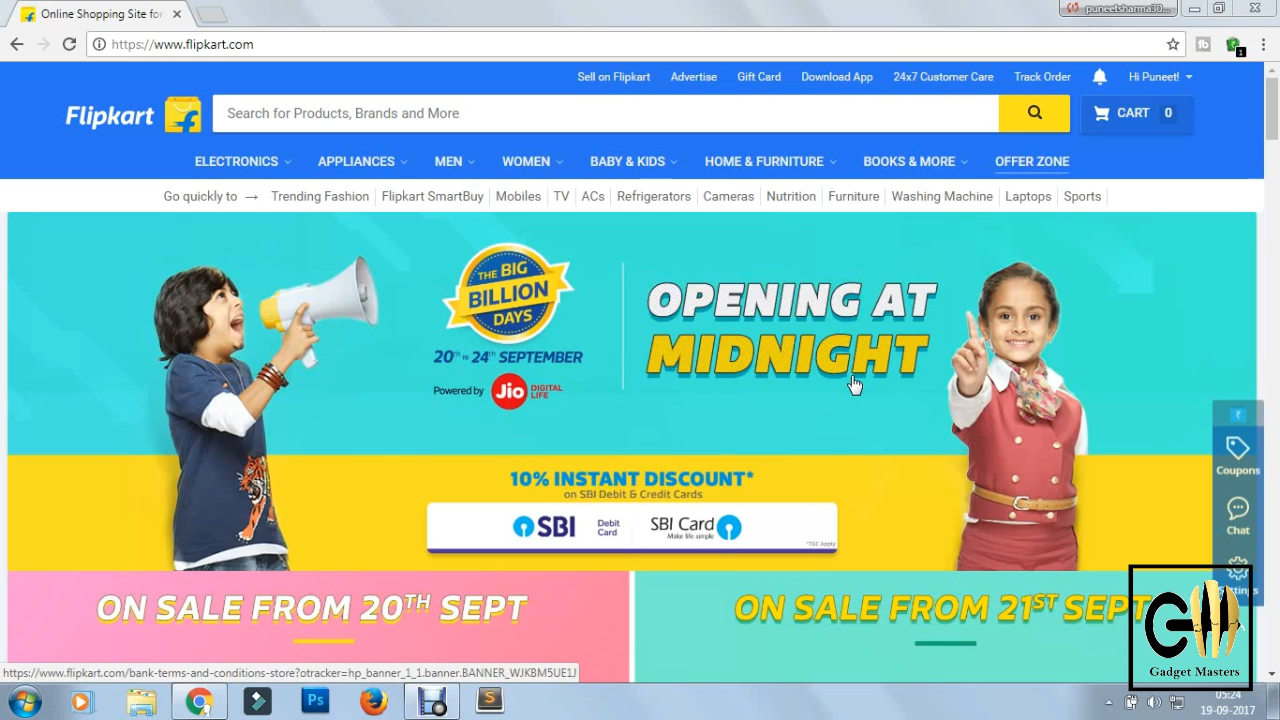 Online Shopping Site for
puneetsharma30...
https://www.flipkart.com
1
Sell on Flipkart
Advertise
Gift Card
Download App
24x7 Customer Care
Track Order
Hi Puneet!
Flipkart
Search for Products, Brands and More
CART 0
ELECTRONICS
APPLIANCES
MEN
WOMEN
BABY & KIDS
HOME & FURNITURE
BOOKS & MORE
OFFER ZONE
Go quickly to →
Trending Fashion
Flipkart SmartBuy
Mobiles
TV
ACs
Refrigerators
Cameras
Nutrition
Furniture
Washing Machine
Laptops
Sports
THE BIG
BILLION
DAYS
20TH TO 24TH SEPTEMBER
Powered by Jio DIGITAL
LIFE
OPENING AT
MIDNIGHT
₹
Coupons
Chat
10% INSTANT DISCOUNT*
on SBI Debit & Credit Cards
SBI Debit
Card
SBI Card
Make life simple
*T&C Apply
ON SALE FROM 20TH SEPT
ON SALE FROM 21ST SEPT
GM
Gadget Masters
https://www.flipkart.com/bank-terms-and-conditions-store?otracker=hp_banner_1_1.banner.BANNER_WJKBM5UE1J
Ps
S
05:24
19-09-2017